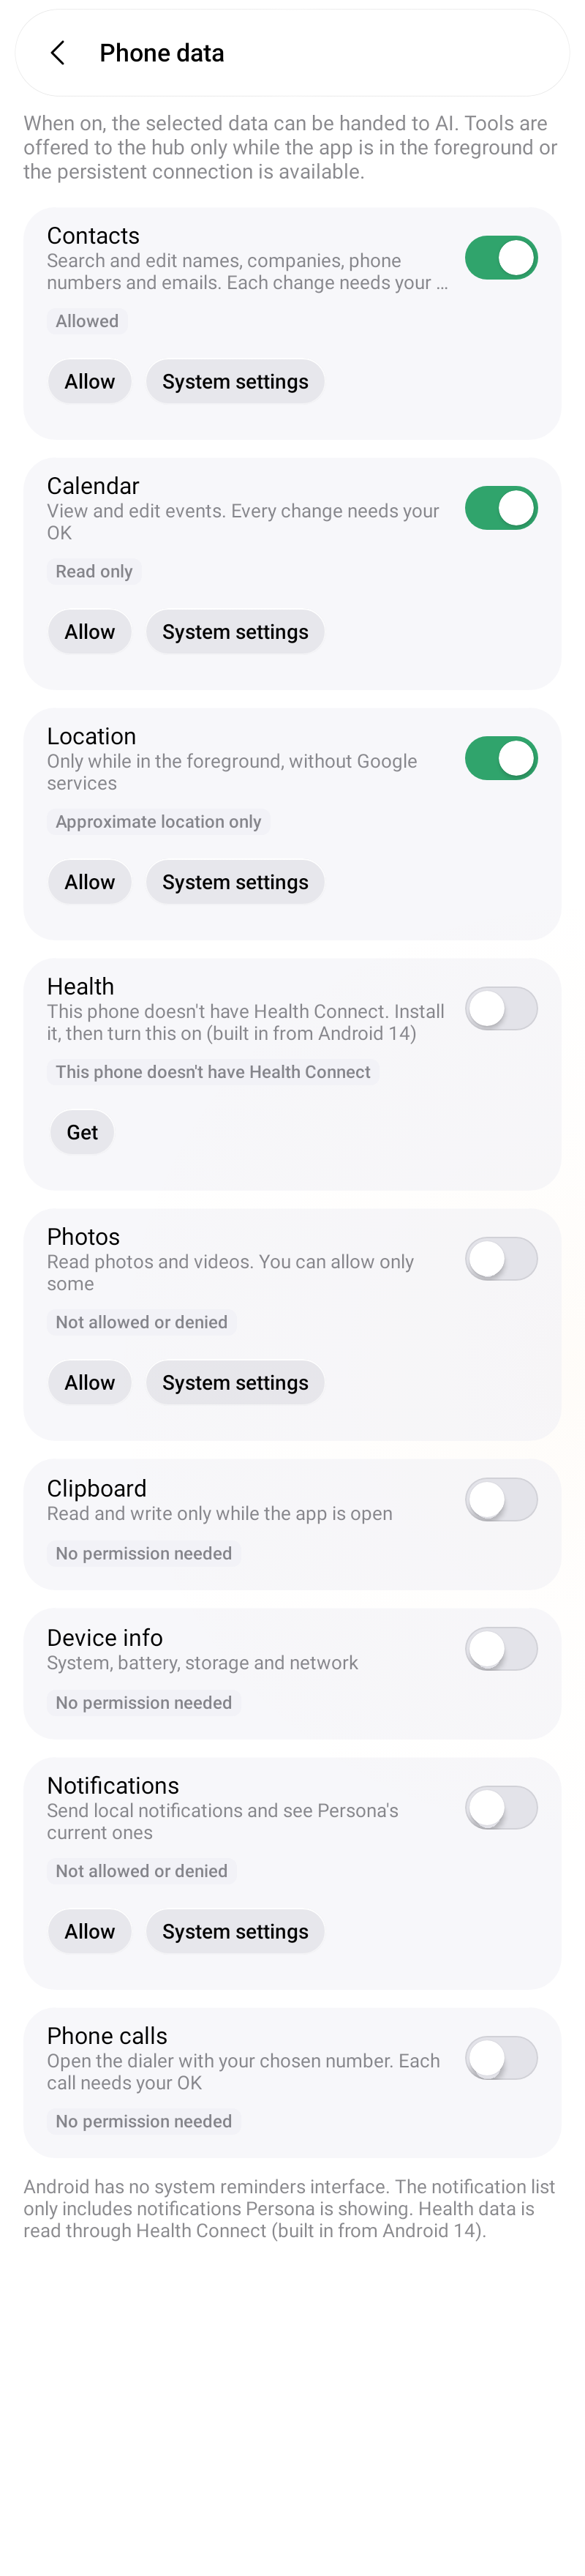 Phone data
When on, the selected data can be handed to AI. Tools are
offered to the hub only while the app is in the foreground or
the persistent connection is available.
Contacts
Search and edit names, companies, phone
numbers and emails. Each change needs your ...
Allowed
Allow
System settings
Calendar
View and edit events. Every change needs your
OK
Read only
Allow
System settings
Location
Only while in the foreground, without Google
services
Approximate location only
Allow
System settings
Health
This phone doesn't have Health Connect. Install
it, then turn this on (built in from Android 14)
This phone doesn't have Health Connect
Get
Photos
Read photos and videos. You can allow only
some
Not allowed or denied
Allow
System settings
Clipboard
Read and write only while the app is open
No permission needed
Device info
System, battery, storage and network
No permission needed
Notifications
Send local notifications and see Persona's
current ones
Not allowed or denied
Allow
System settings
Phone calls
Open the dialer with your chosen number. Each
call needs your OK
No permission needed
Android has no system reminders interface. The notification list
only includes notifications Persona is showing. Health data is
read through Health Connect (built in from Android 14).